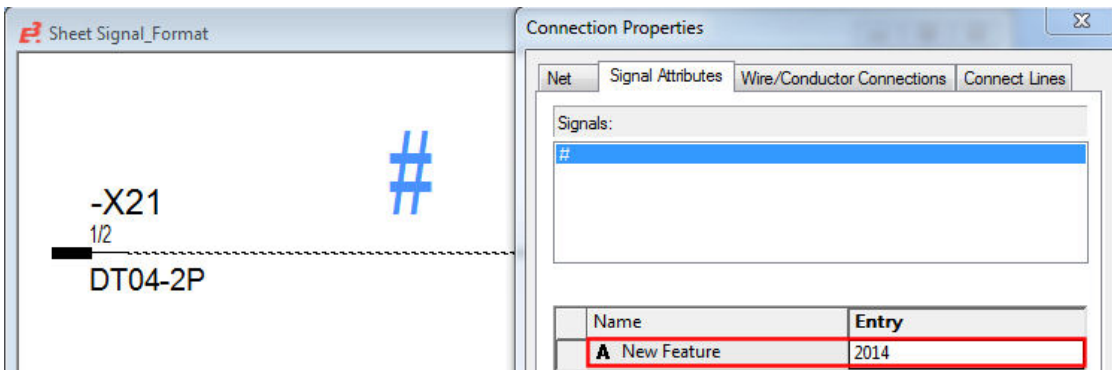 E³ Sheet Signal_Format
#
-X21
1/2
DT04-2P
Connection Properties
Net Signal Attributes Wire/Conductor Connections Connect Lines
Signals:
#
Name Entry
A New Feature 2014